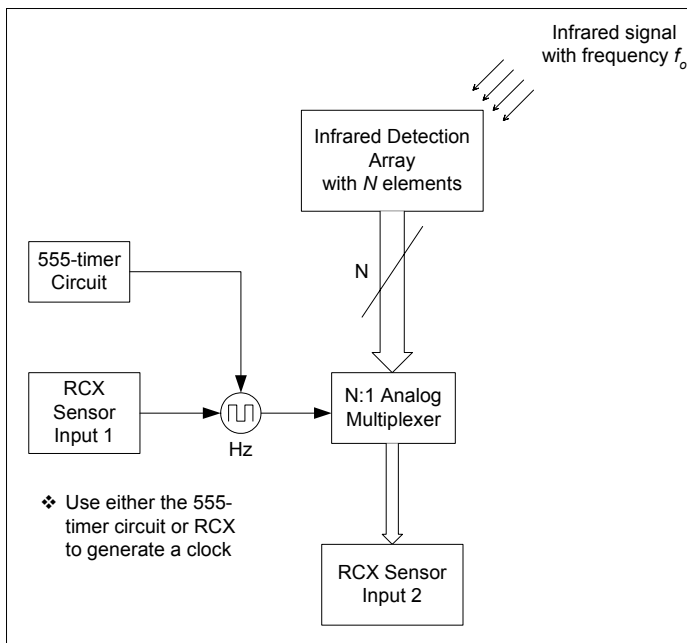 Infrared signal
with frequency fo
Infrared Detection
Array
with N elements
N
555-timer
Circuit
RCX
Sensor
Input 1
Hz
N:1 Analog
Multiplexer
❖ Use either the 555-
timer circuit or RCX
to generate a clock
RCX Sensor
Input 2